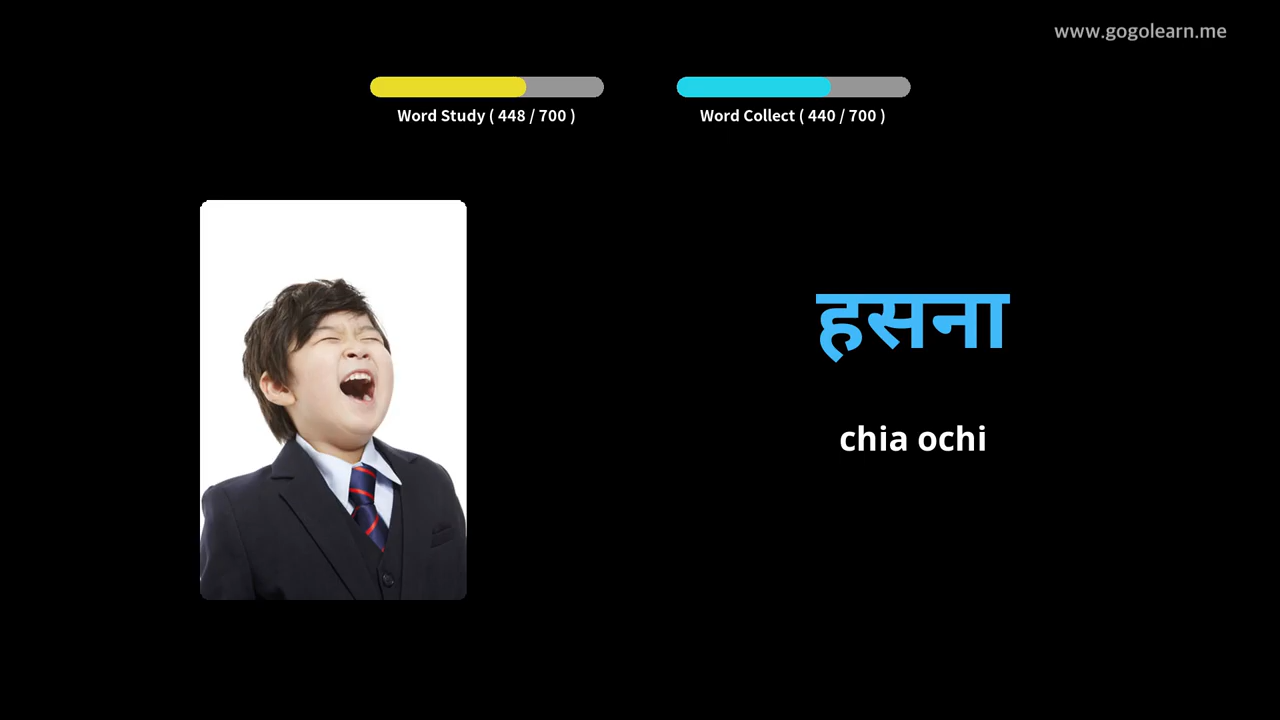 www.gogolearn.me
Word Study ( 448 / 700 )
Word Collect ( 440 / 700 )
हसना
chia ochi